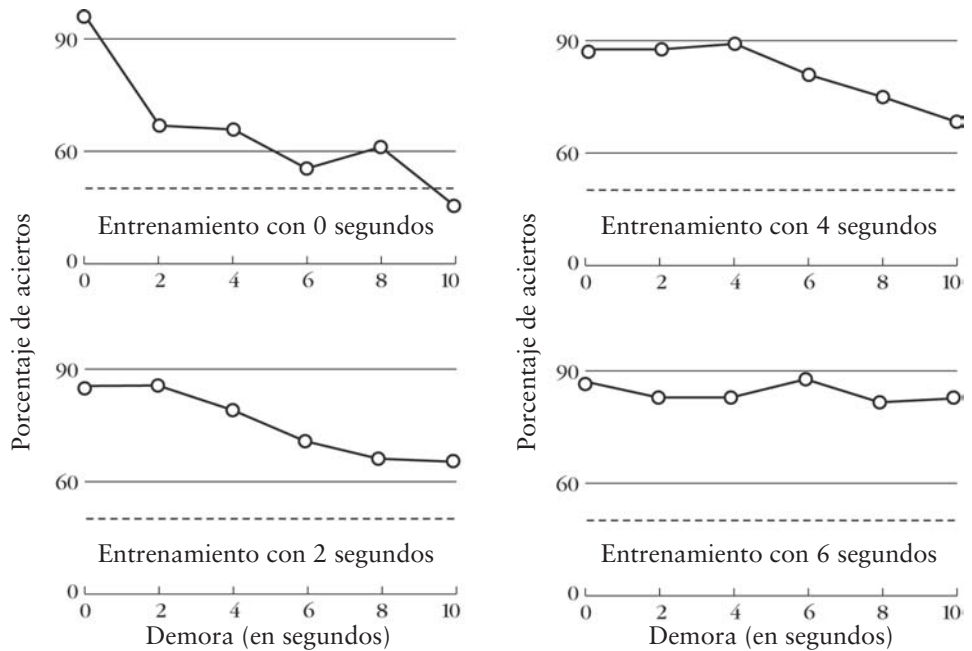 90
60
0
0 2 4 6 8 10
Entrenamiento con 0 segundos
90
60
0
0 2 4 6 8 10
Entrenamiento con 4 segundos
Porcentaje de aciertos
Porcentaje de aciertos
90
60
0
0 2 4 6 8 10
Entrenamiento con 2 segundos
Demora (en segundos)
90
60
0
0 2 4 6 8 10
Entrenamiento con 6 segundos
Demora (en segundos)